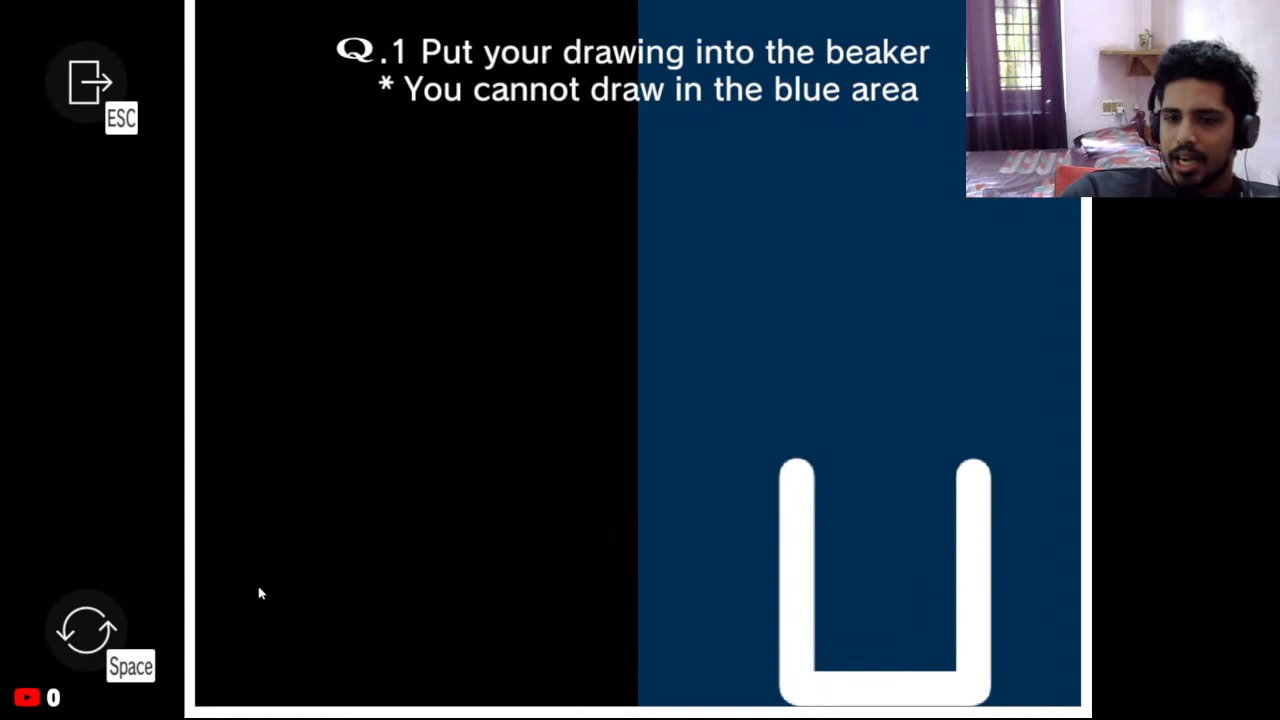 Q.1 Put your drawing into the beaker
* You cannot draw in the blue area
ESC
Space
0